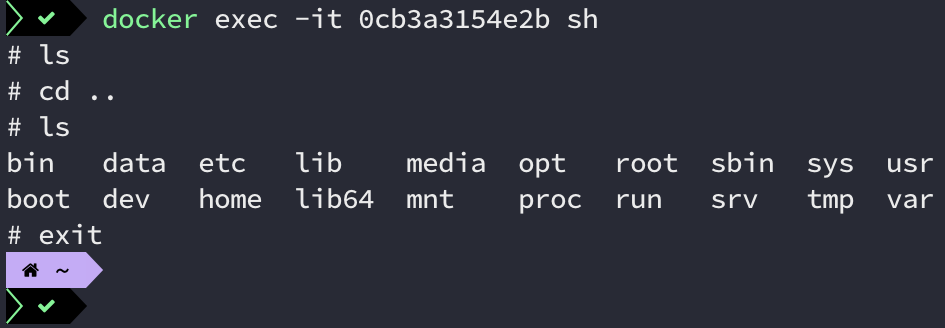 docker exec -it 0cb3a3154e2b sh
# ls
# cd ..
# ls
bin data etc lib media opt root sbin sys usr
boot dev home lib64 mnt proc run srv tmp var
# exit
~